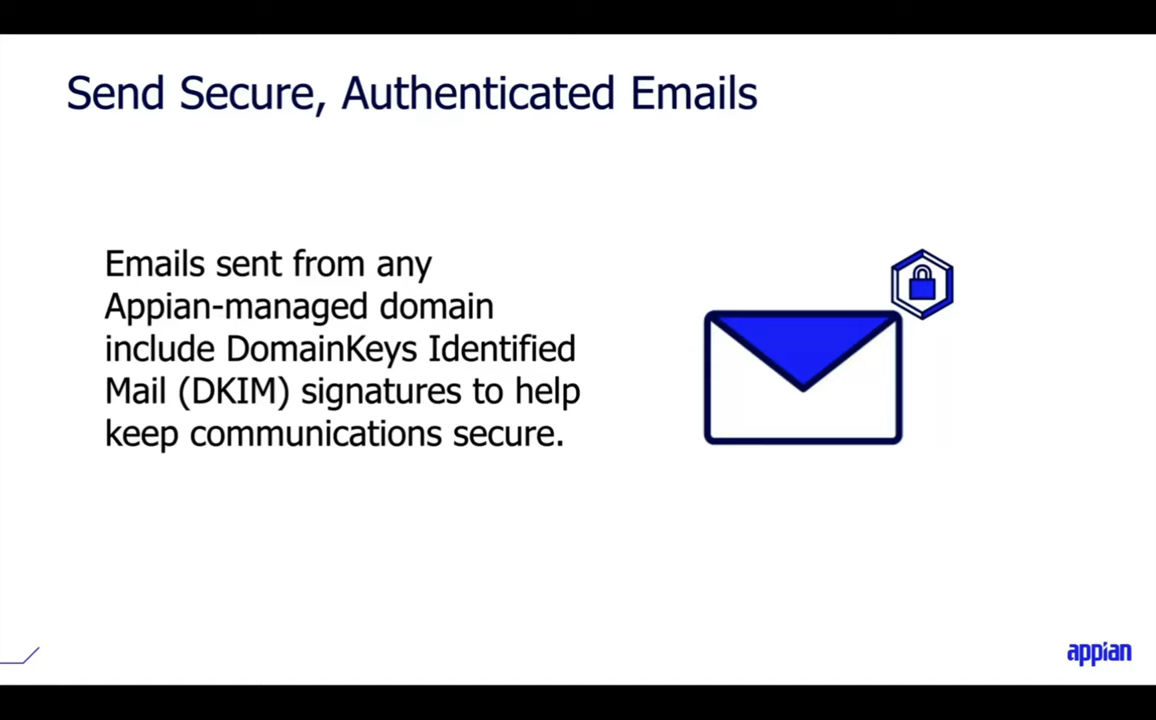 Send Secure, Authenticated Emails
Emails sent from any
Appian-managed domain
include DomainKeys Identified
Mail (DKIM) signatures to help
keep communications secure.
appian